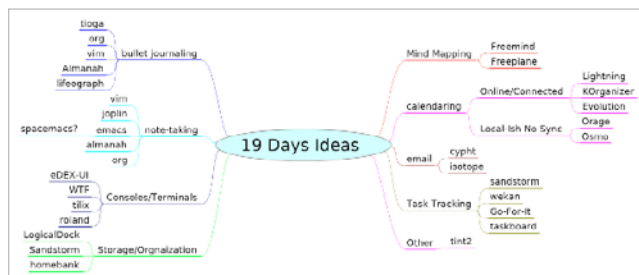 19 Days Ideas
bullet journaling
tioga
org
vim
Almanah
lifeograph
note-taking
vim
joplin
emacs
spacemacs?
almanah
org
Consoles/Terminals
eDEX-UI
WTF
tilix
roland
Storage/Orgnaization
LogicalDock
Sandstorm
homebank
Mind Mapping
Freemind
Freeplane
calendaring
Online/Connected
Lightning
KOrganizer
Evolution
Local Ish No Sync
Orage
Osmo
email
cypht
isotope
Task Tracking
sandstorm
wekan
Go-For-It
taskboard
Other
tint2